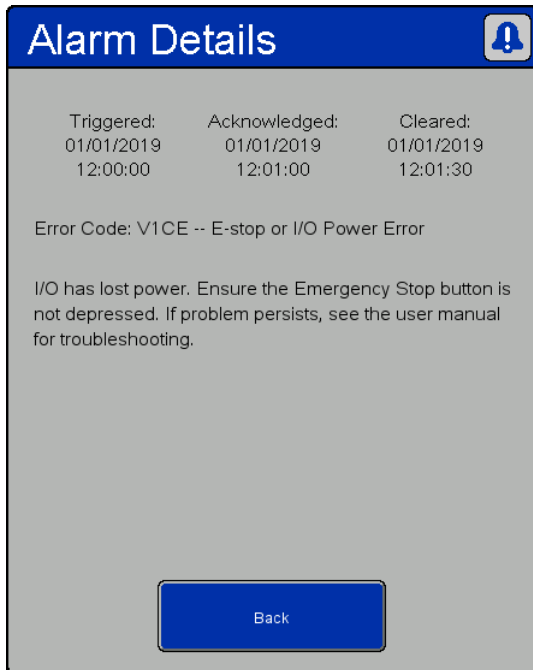 Alarm Details
Triggered: Acknowledged: Cleared:
01/01/2019 01/01/2019 01/01/2019
12:00:00 12:01:00 12:01:30
Error Code: V1CE -- E-stop or I/O Power Error
I/O has lost power. Ensure the Emergency Stop button is
not depressed. If problem persists, see the user manual
for troubleshooting.
Back